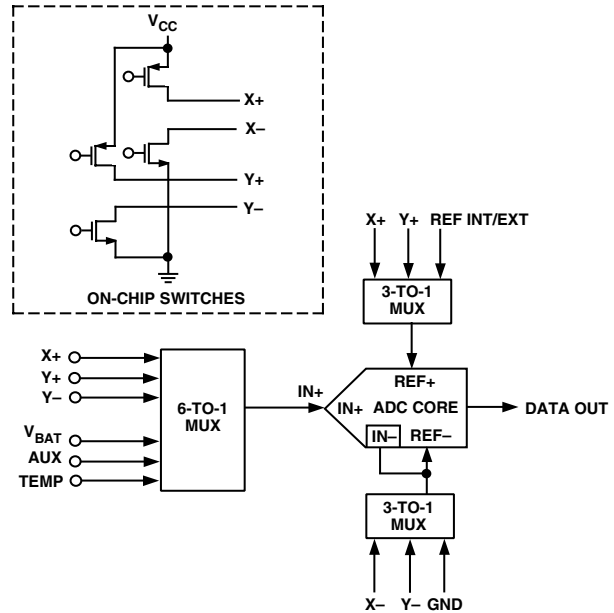 VCC
X+
X–
Y+
Y–
ON-CHIP SWITCHES
X+ Y+ REF INT/EXT
3-TO-1
MUX
X+
Y+
Y–
VBAT
AUX
TEMP
6-TO-1
MUX
IN+
IN+
REF+
ADC CORE
IN–
REF–
DATA OUT
3-TO-1
MUX
X– Y– GND